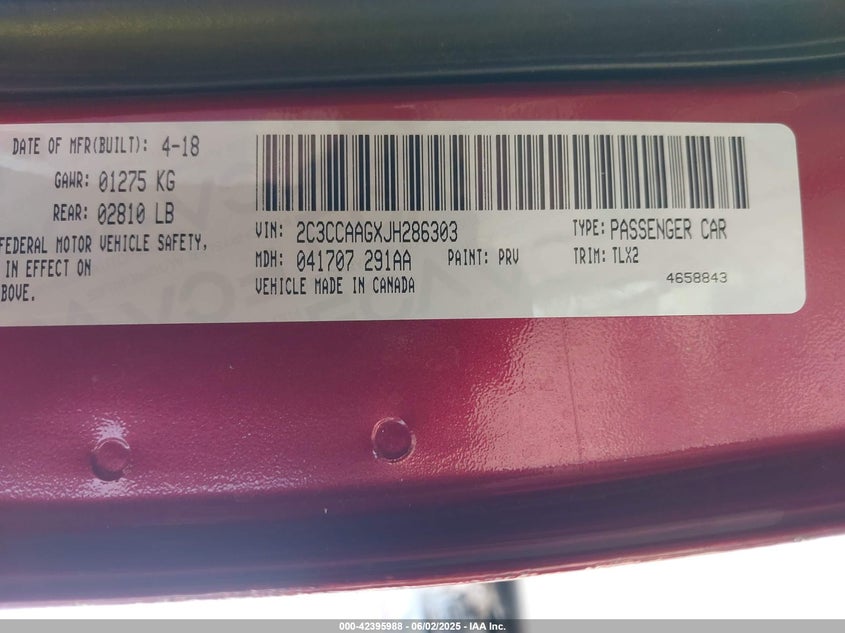 DATE OF MFR(BUILT): 4-18
GAWR: 01275 KG
REAR: 02810 LB
FEDERAL MOTOR VEHICLE SAFETY,
IN EFFECT ON
BOVE.
VIN: 2C3CCAAGXJH286303
TYPE: PASSENGER CAR
MDH: 041707 291AA PAINT: PRV
TRIM: TLX2
VEHICLE MADE IN CANADA
4658843
000-42395988 - 06/02/2025 - IAA Inc.